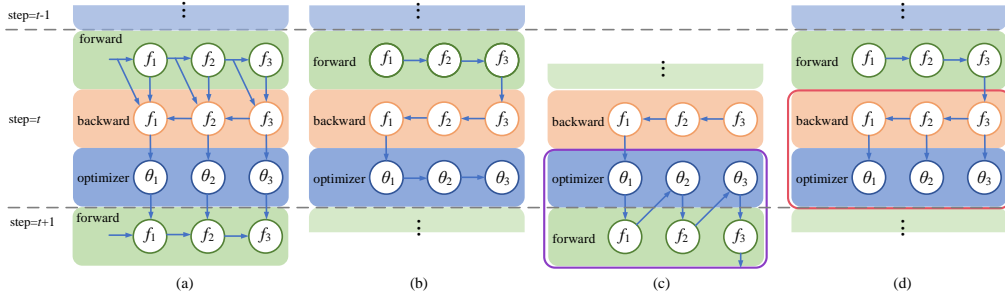 step=t-1
step=t
step=t+1
forward
f1 f2 f3
backward
f1 f2 f3
optimizer
θ1 θ2 θ3
forward
f1 f2 f3
(a)
forward
f1 f2 f3
backward
f1 f2 f3
optimizer
θ1 θ2 θ3
(b)
backward
f1 f2 f3
optimizer
θ1 θ2 θ3
forward
f1 f2 f3
(c)
forward
f1 f2 f3
backward
f1 f2 f3
optimizer
θ1 θ2 θ3
(d)